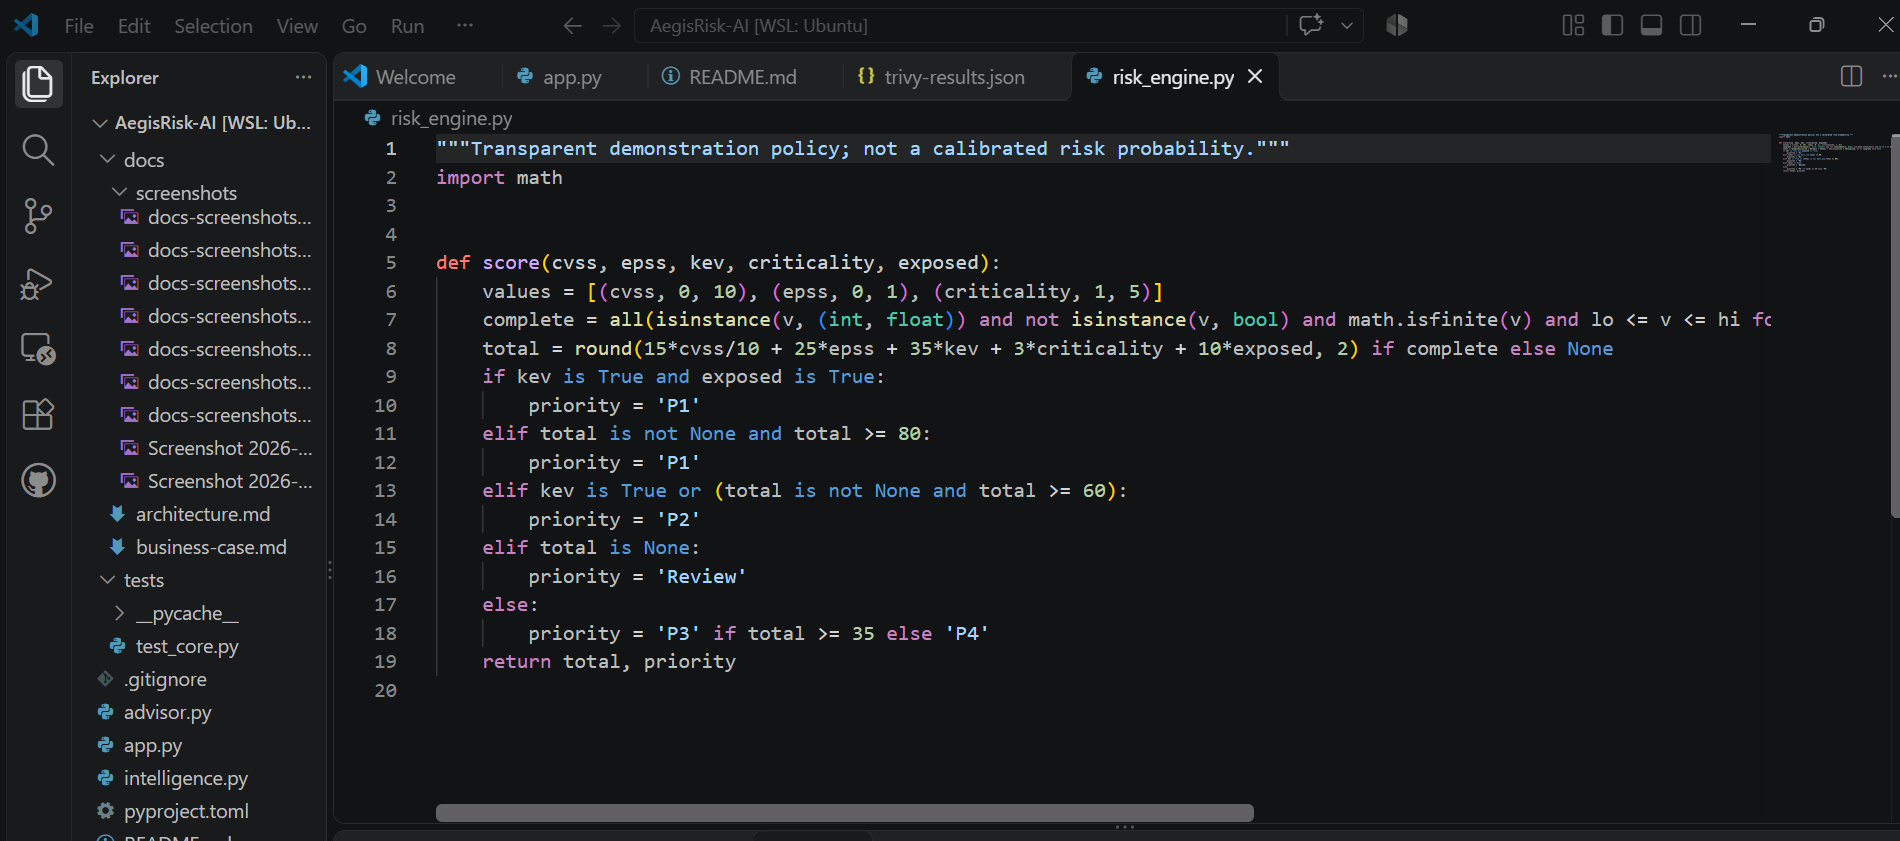 File Edit Selection View Go Run ···
AegisRisk-AI [WSL: Ubuntu]
Explorer ···
AegisRisk-AI [WSL: Ub...
docs
screenshots
docs-screenshots...
docs-screenshots...
docs-screenshots...
docs-screenshots...
docs-screenshots...
docs-screenshots...
docs-screenshots...
Screenshot 2026-...
Screenshot 2026-...
architecture.md
business-case.md
tests
__pycache__
test_core.py
.gitignore
advisor.py
app.py
intelligence.py
pyproject.toml
Welcome app.py README.md trivy-results.json risk_engine.py
risk_engine.py
1 """Transparent demonstration policy; not a calibrated risk probability."""
2 import math
3
4
5 def score(cvss, epss, kev, criticality, exposed):
6     values = [(cvss, 0, 10), (epss, 0, 1), (criticality, 1, 5)]
7     complete = all(isinstance(v, (int, float)) and not isinstance(v, bool) and math.isfinite(v) and lo <= v <= hi fo
8     total = round(15*cvss/10 + 25*epss + 35*kev + 3*criticality + 10*exposed, 2) if complete else None
9     if kev is True and exposed is True:
10         priority = 'P1'
11     elif total is not None and total >= 80:
12         priority = 'P1'
13     elif kev is True or (total is not None and total >= 60):
14         priority = 'P2'
15     elif total is None:
16         priority = 'Review'
17     else:
18         priority = 'P3' if total >= 35 else 'P4'
19     return total, priority
20